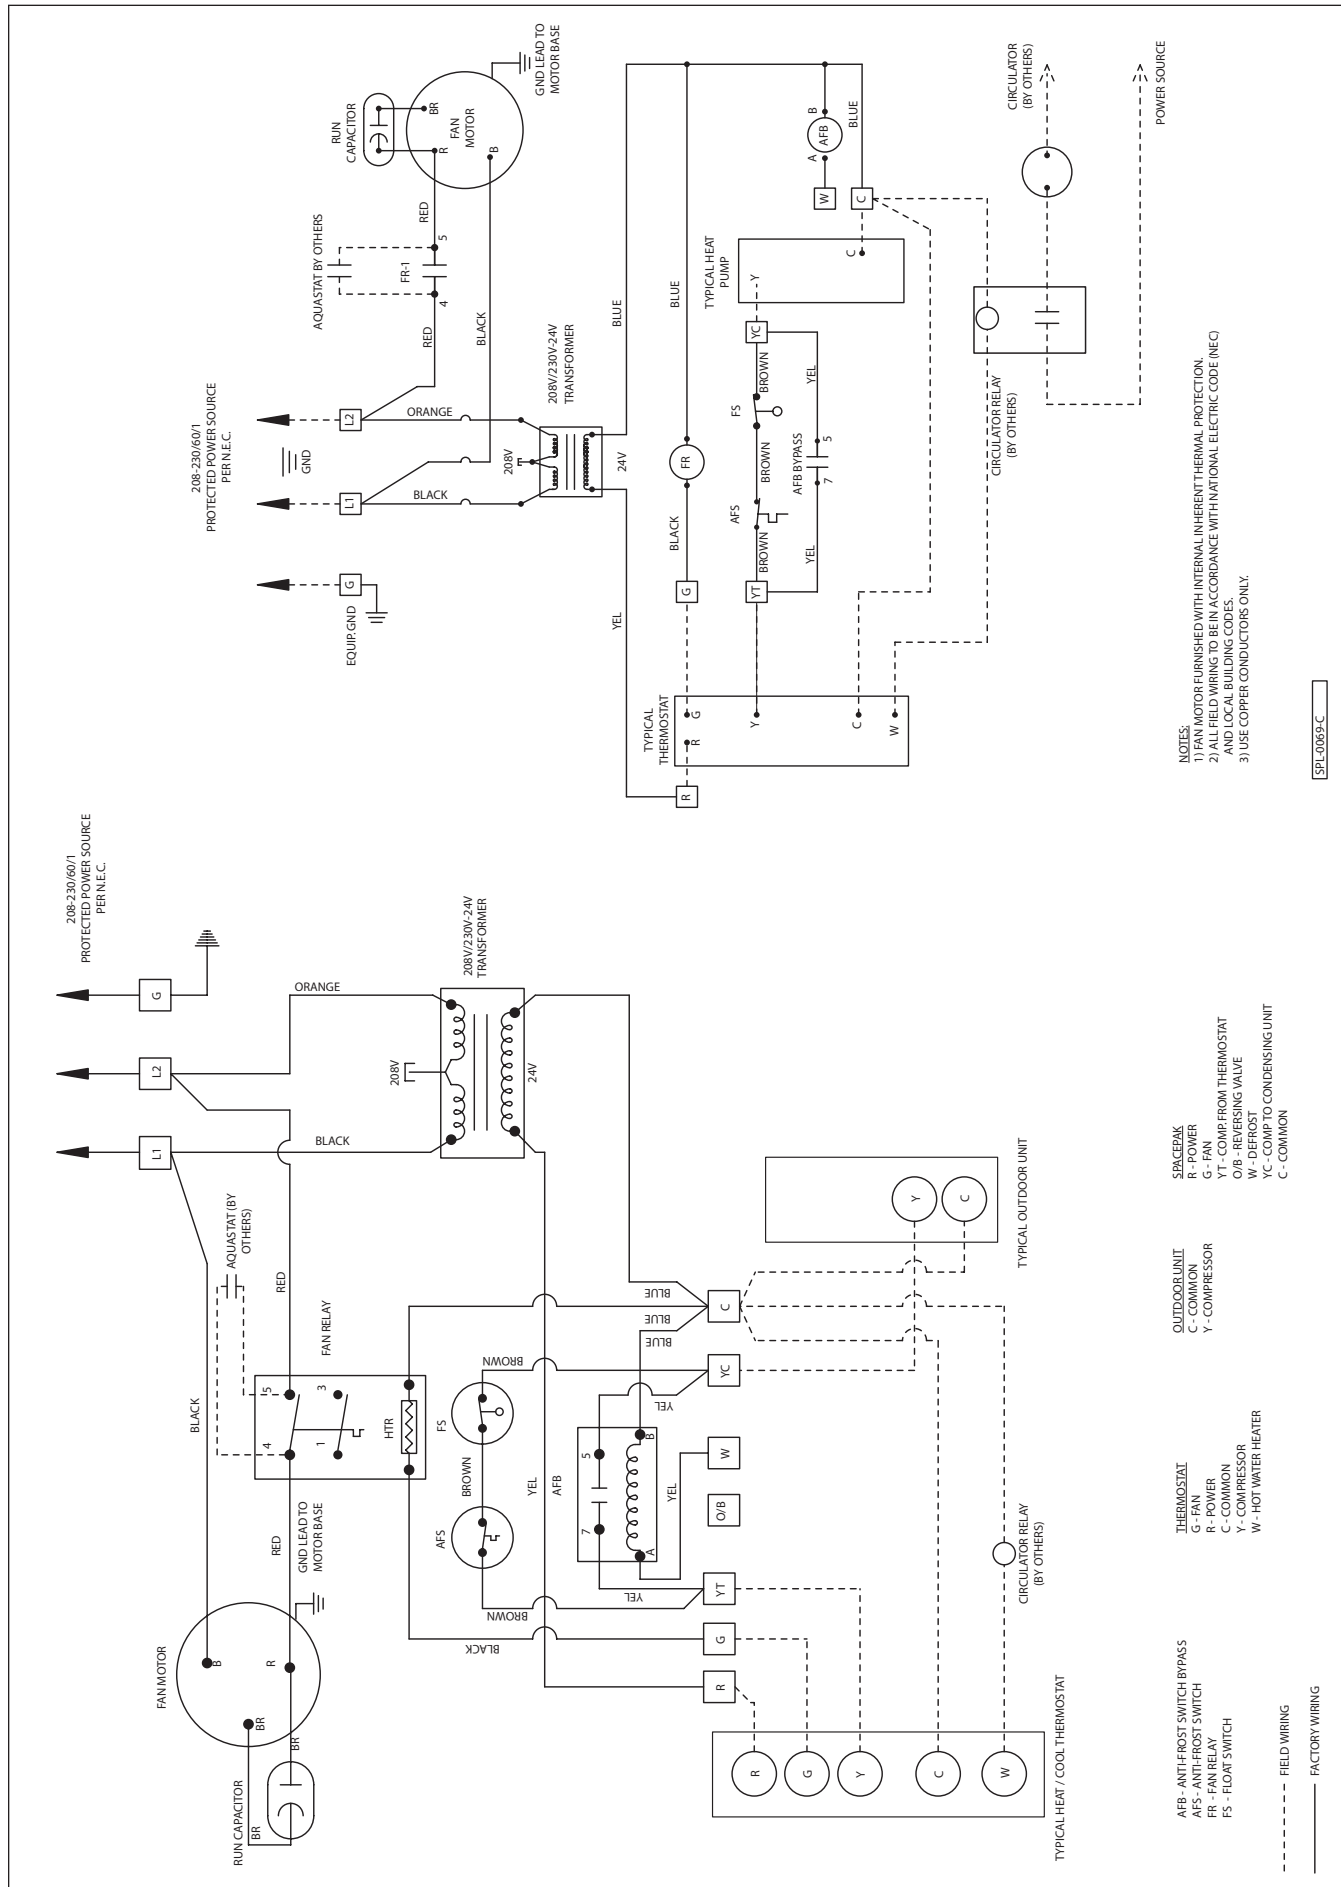 208-230/60/1
PROTECTED POWER SOURCE
PER N.E.C.
L1
L2
G
BLACK
ORANGE
RED
BLACK
FAN MOTOR
B
R
BR
BR
BR
RUN CAPACITOR
GND LEAD TO
MOTOR BASE
RED
AQUASTAT (BY
OTHERS)
FAN RELAY
4
5
1
3
HTR
208V/230V-24V
TRANSFORMER
208V
24V
AFS
BROWN
FS
BROWN
BROWN
YEL
AFB
7
5
A
B
YEL
YEL
YEL
BLACK
BLUE
BLUE
BLUE
R
G
YT
O/B
W
YC
C
TYPICAL OUTDOOR UNIT
Y
C
CIRCULATOR RELAY
(BY OTHERS)
R
G
Y
C
W
TYPICAL HEAT / COOL THERMOSTAT
AFB - ANTI-FROST SWITCH BYPASS
AFS - ANTI-FROST SWITCH
FR - FAN RELAY
FS - FLOAT SWITCH
FIELD WIRING
FACTORY WIRING
THERMOSTAT
G - FAN
R - POWER
C - COMMON
Y - COMPRESSOR
W - HOT WATER HEATER
OUTDOOR UNIT
C - COMMON
Y - COMPRESSOR
SPACEPAK
R - POWER
G - FAN
YT - COMP. FROM THERMOSTAT
O/B - REVERSING VALVE
W - DEFROST
YC - COMP TO CONDENSING UNIT
C - COMMON
208-230/60/1
PROTECTED POWER SOURCE
PER N.E.C.
GND
G
L1
L2
EQUIP. GND
BLACK
ORANGE
RED
BLACK
AQUASTAT BY OTHERS
4
FR-1
5
RED
RUN
CAPACITOR
R
BR
B
FAN
MOTOR
GND LEAD TO
MOTOR BASE
208V/230V-24V
TRANSFORMER
208V
24V
YEL
BLUE
TYPICAL
THERMOSTAT
R
R
G
G
BLACK
FR
BLUE
Y
YT
BROWN
AFS
BROWN
FS
BROWN
YC
YEL
7
AFB BYPASS
5
YEL
TYPICAL HEAT
PUMP
Y
C
W
A
AFB
B
C
BLUE
C
W
CIRCULATOR RELAY
(BY OTHERS)
CIRCULATOR
(BY OTHERS)
POWER SOURCE
NOTES:
1) FAN MOTOR FURNISHED WITH INTERNAL INHERENT THERMAL PROTECTION.
2) ALL FIELD WIRING TO BE IN ACCORDANCE WITH NATIONAL ELECTRIC CODE (NEC)
AND LOCAL BUILDING CODES.
3) USE COPPER CONDUCTORS ONLY.
SPL-0069-C